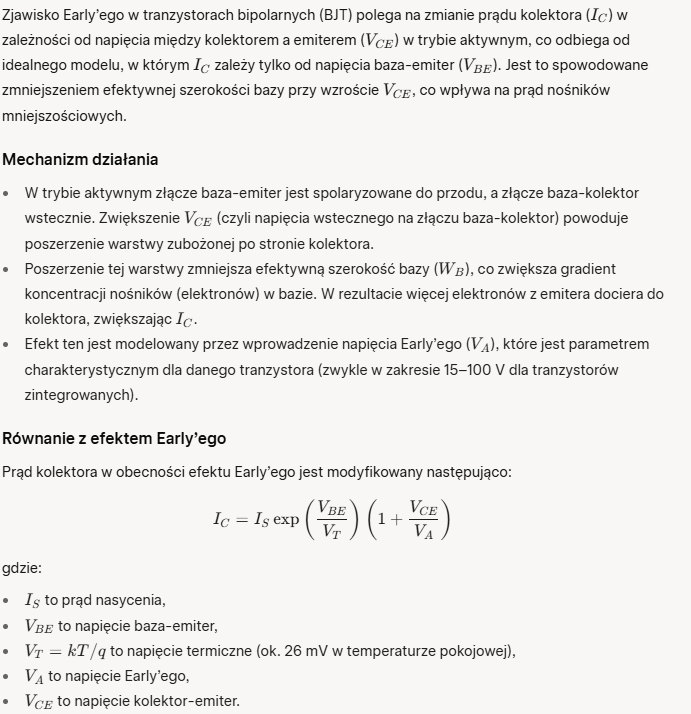 Zjawisko Early'ego w tranzystorach bipolarnych (BJT) polega na zmianie prądu kolektora (I_C) w
zależności od napięcia między kolektorem a emiterem (V_CE) w trybie aktywnym, co odbiega od
idealnego modelu, w którym I_C zależy tylko od napięcia baza-emiter (V_BE). Jest to spowodowane
zmniejszeniem efektywnej szerokości bazy przy wzroście V_CE, co wpływa na prąd nośników
mniejszościowych.
Mechanizm działania
• W trybie aktywnym złącze baza-emiter jest spolaryzowane do przodu, a złącze baza-kolektor
wstecznie. Zwiększenie V_CE (czyli napięcia wstecznego na złączu baza-kolektor) powoduje
poszerzenie warstwy zubożonej po stronie kolektora.
• Poszerzenie tej warstwy zmniejsza efektywną szerokość bazy (W_B), co zwiększa gradient
koncentracji nośników (elektronów) w bazie. W rezultacie więcej elektronów z emitera dociera do
kolektora, zwiększając I_C.
• Efekt ten jest modelowany przez wprowadzenie napięcia Early'ego (V_A), które jest parametrem
charakterystycznym dla danego tranzystora (zwykle w zakresie 15–100 V dla tranzystorów
zintegrowanych).
Równanie z efektem Early'ego
Prąd kolektora w obecności efektu Early'ego jest modyfikowany następująco:
I_C = I_S exp (V_BE / V_T) (1 + V_CE / V_A)
gdzie:
• I_S to prąd nasycenia,
• V_BE to napięcie baza-emiter,
• V_T = kT/q to napięcie termiczne (ok. 26 mV w temperaturze pokojowej),
• V_A to napięcie Early'ego,
• V_CE to napięcie kolektor-emiter.